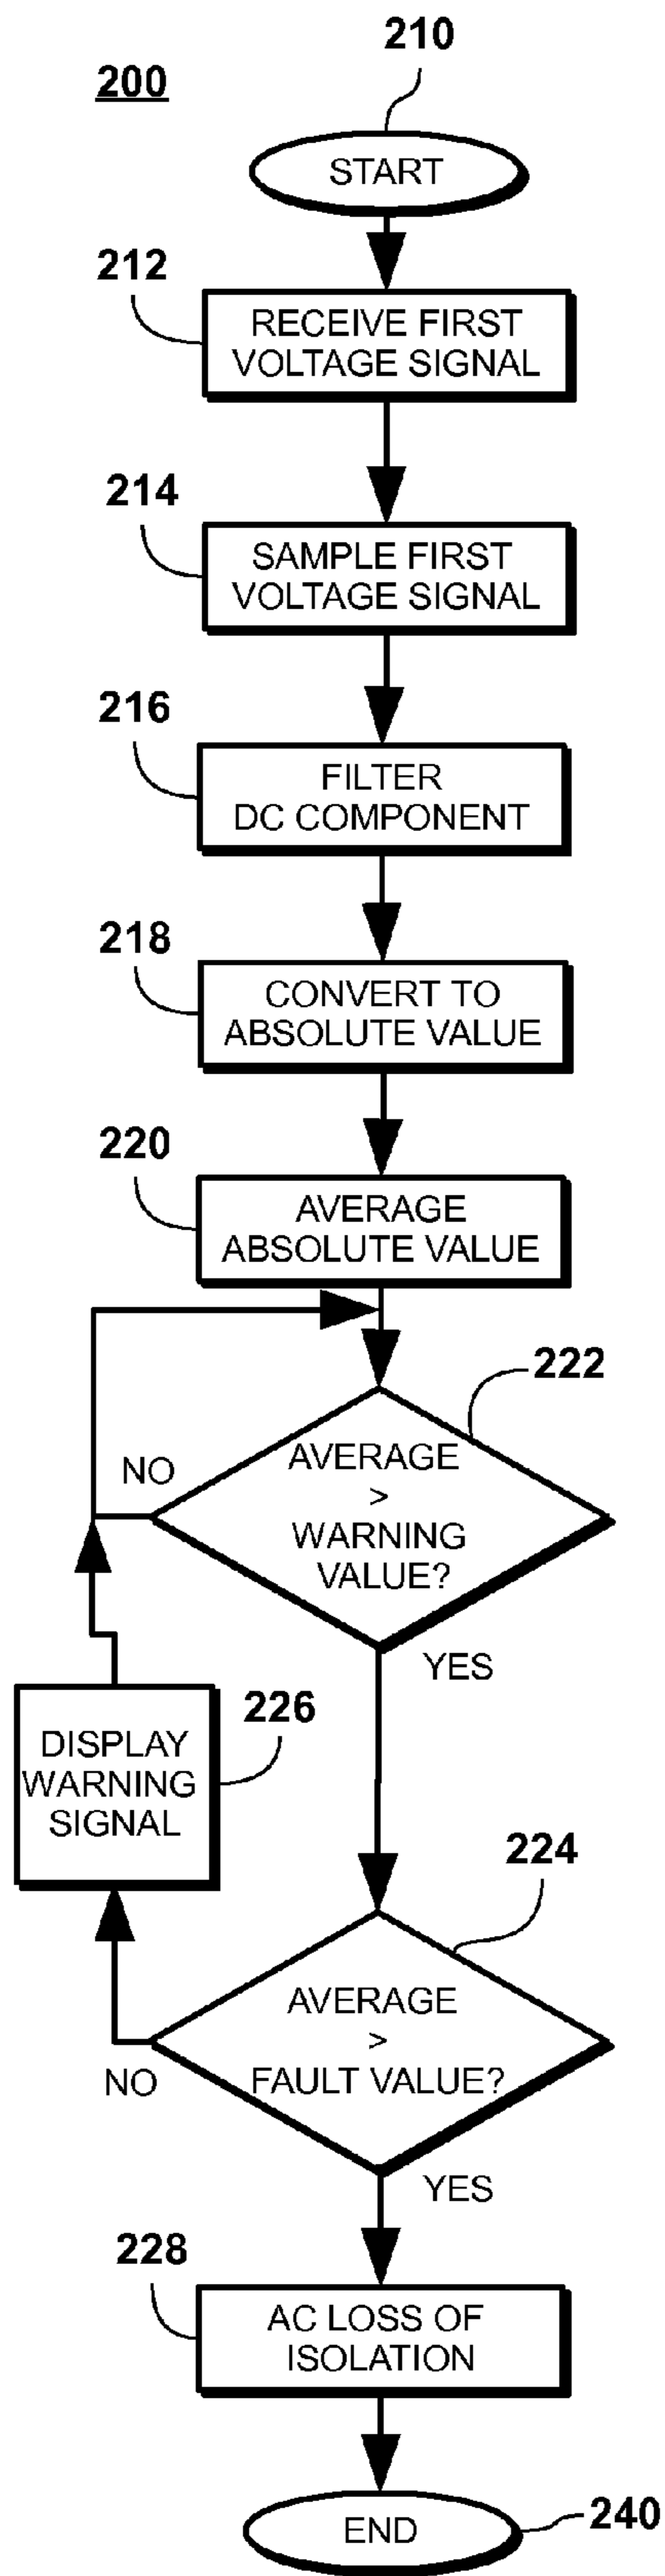 210
200
START
212
RECEIVE FIRST
VOLTAGE SIGNAL
214
SAMPLE FIRST
VOLTAGE SIGNAL
216
FILTER
DC COMPONENT
218
CONVERT TO
ABSOLUTE VALUE
220
AVERAGE
ABSOLUTE VALUE
222
NO
AVERAGE
>
WARNING
VALUE?
YES
226
DISPLAY
WARNING
SIGNAL
224
AVERAGE
>
FAULT VALUE?
NO
YES
228
AC LOSS OF
ISOLATION
END
240